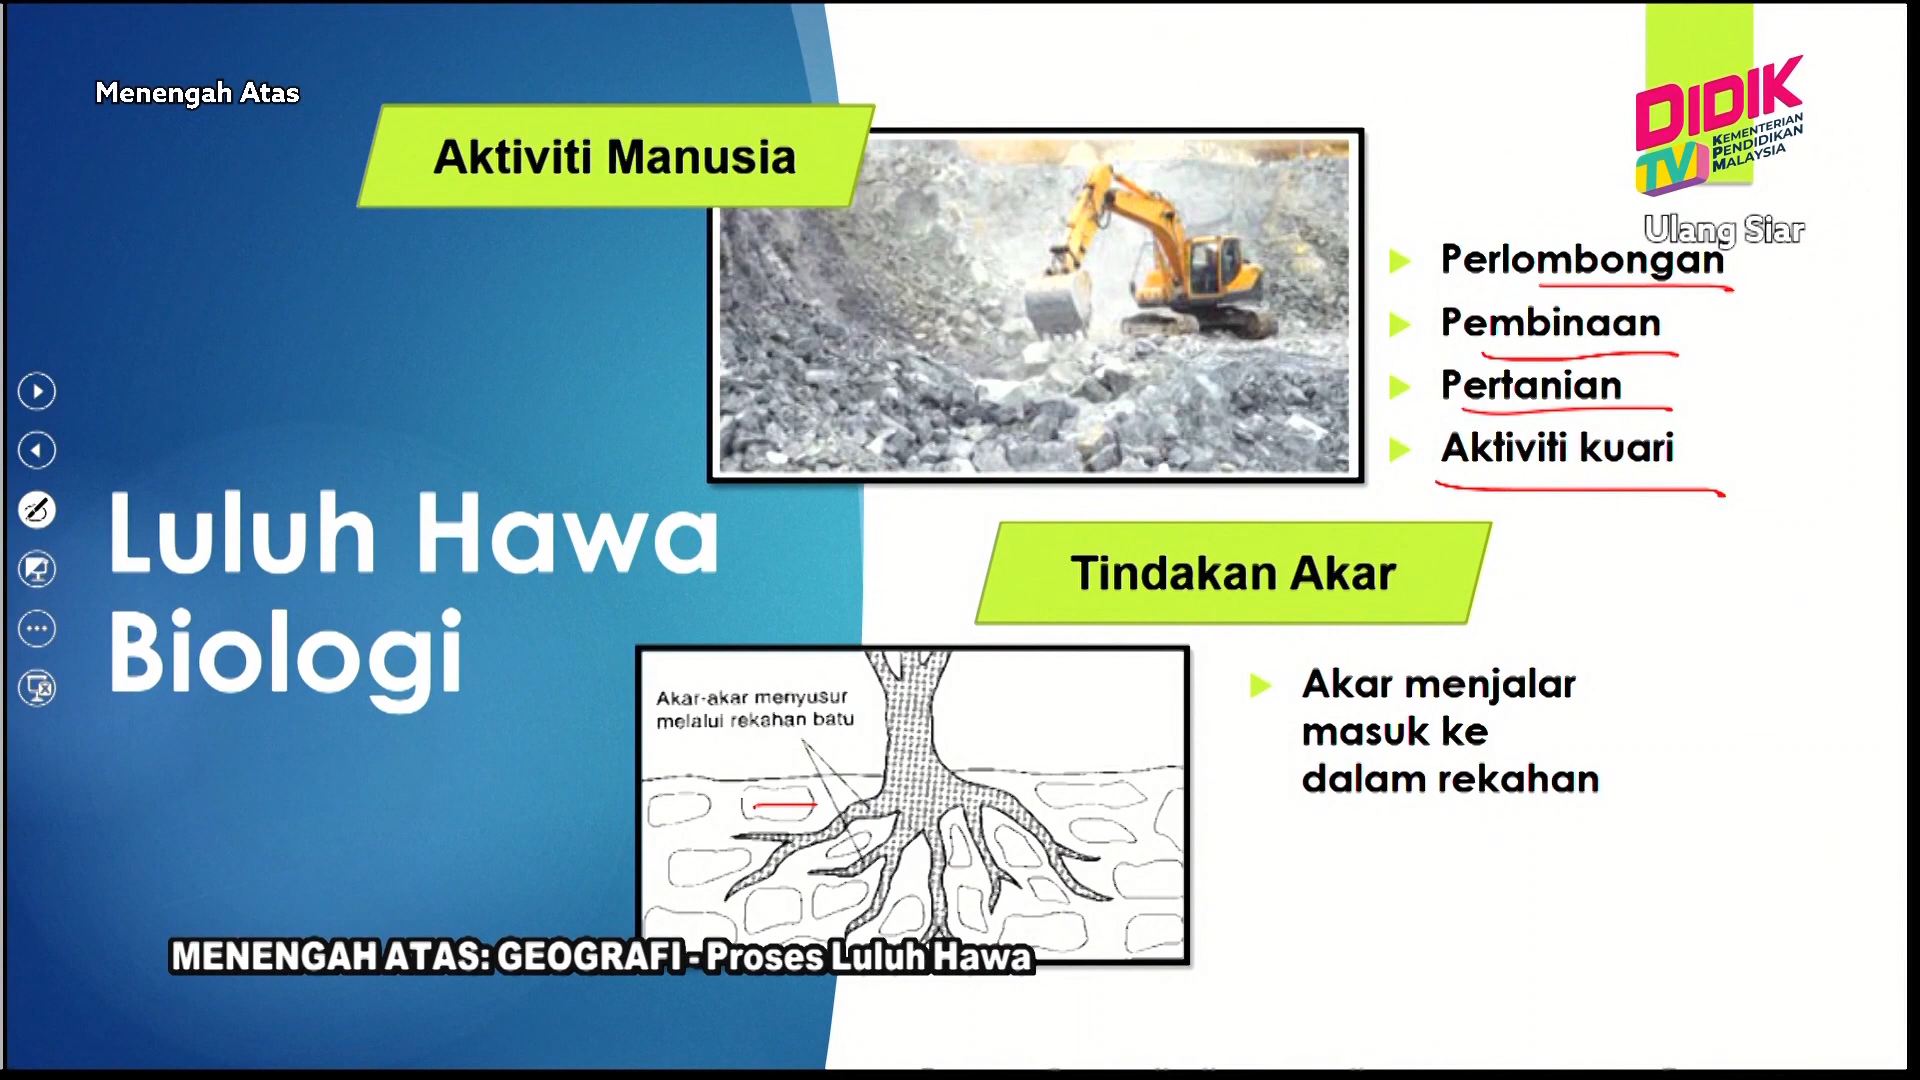 Menengah Atas
Aktiviti Manusia
DIDIK
TV
KEMENTERIAN
PENDIDIKAN
MALAYSIA
Ulang Siar
Perlombongan
Pembinaan
Pertanian
Aktiviti kuari
Luluh Hawa
Biologi
Tindakan Akar
Akar-akar menyusur
melalui rekahan batu
Akar menjalar
masuk ke
dalam rekahan
MENENGAH ATAS: GEOGRAFI - Proses Luluh Hawa